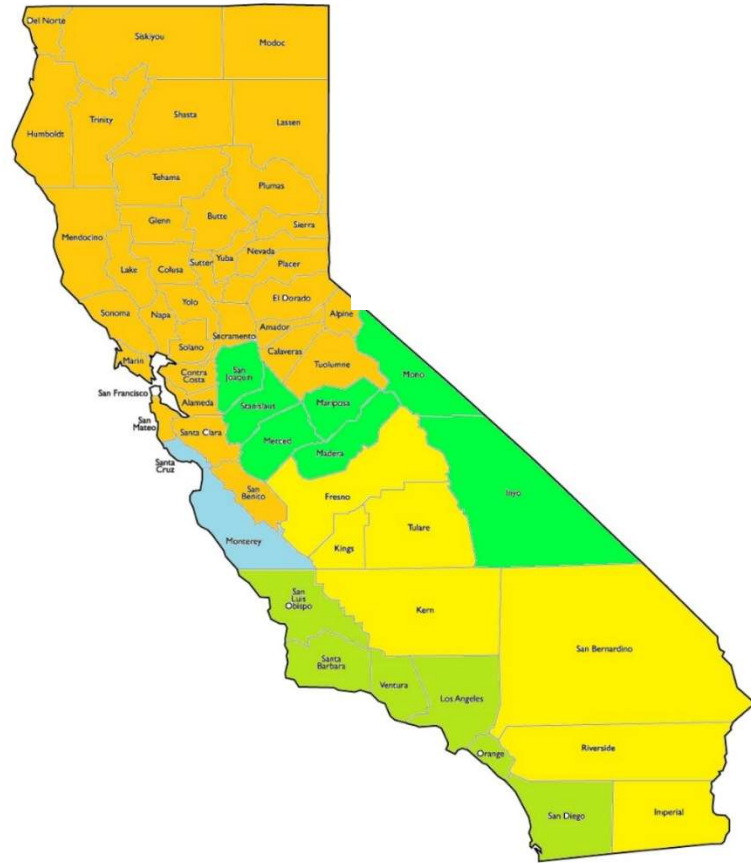 Del Norte
Siskiyou
Modoc
Humboldt
Trinity
Shasta
Lassen
Tehama
Plumas
Mendocino
Glenn
Butte
Sierra
Lake
Colusa
Sutter
Yuba
Nevada
Placer
Sonoma
Napa
Yolo
El Dorado
Alpine
Sacramento
Amador
Solano
Calaveras
Tuolumne
Marin
Contra
Costa
San
Joaquin
Mono
San Francisco
Alameda
Stanislaus
Mariposa
San
Mateo
Santa Clara
Merced
Madera
Santa
Cruz
San
Benito
Fresno
Inyo
Monterey
Kings
Tulare
San
Luis
Obispo
Kern
San Bernardino
Santa
Barbara
Ventura
Los Angeles
Orange
Riverside
San Diego
Imperial